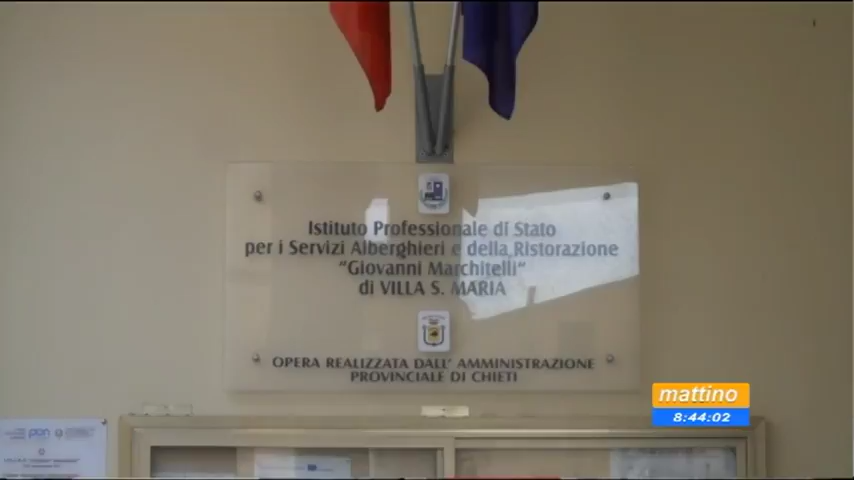 Istituto Professionale di Stato
per i Servizi Alberghieri e della Ristorazione
"Giovanni Marchitelli"
di VILLA S. MARIA
OPERA REALIZZATA DALL' AMMINISTRAZIONE
PROVINCIALE DI CHIETI
mattino
8:44:02
pon